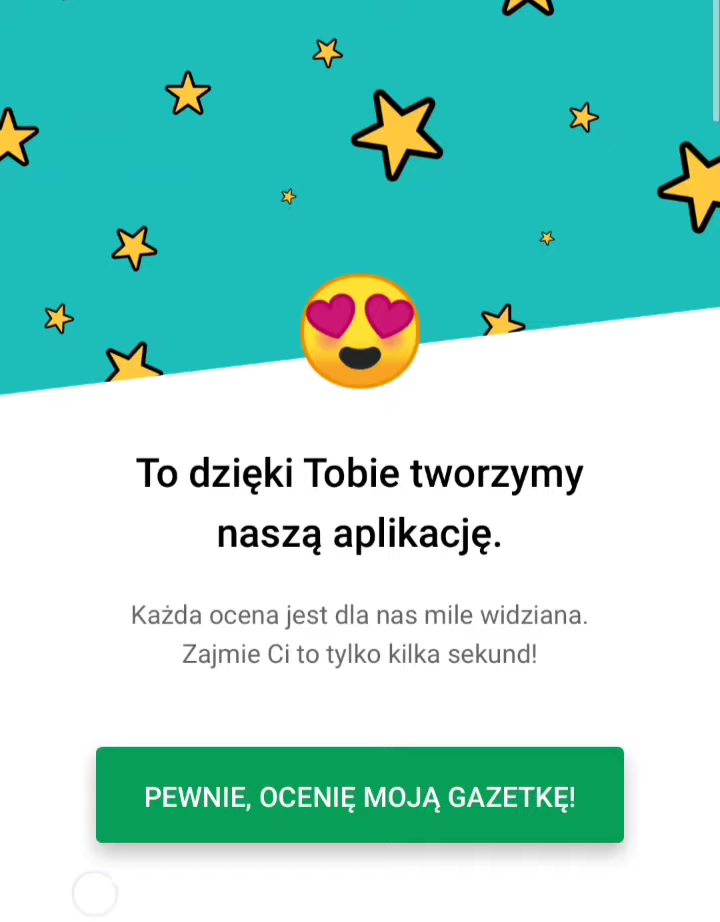 To dzięki Tobie tworzymy
naszą aplikację.
Każda ocena jest dla nas mile widziana.
Zajmie Ci to tylko kilka sekund!
PEWNIE, OCENIĘ MOJĄ GAZETKĘ!